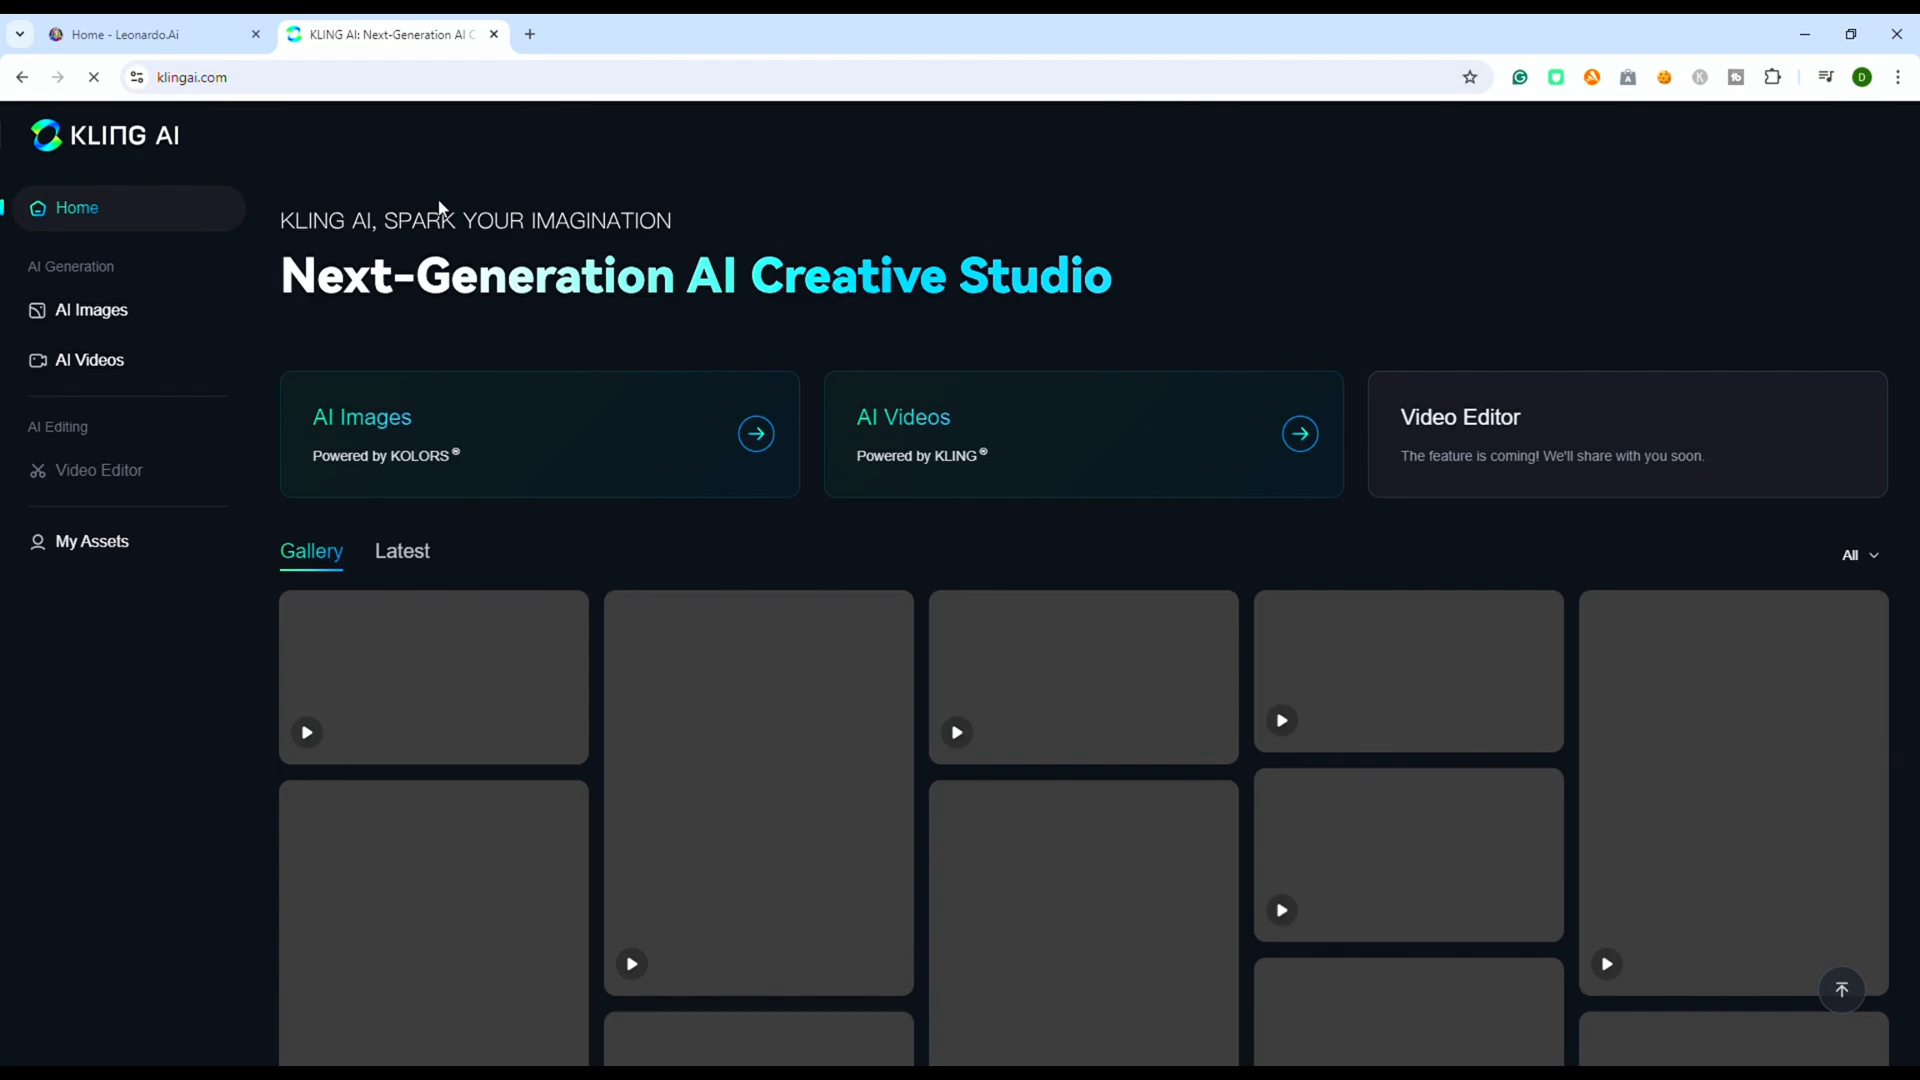 Home - Leonardo.Ai
KLING AI: Next-Generation AI C
klingai.com
D
KLING AI
Home
AI Generation
AI Images
AI Videos
AI Editing
Video Editor
My Assets
KLING AI, SPARK YOUR IMAGINATION
Next-Generation AI Creative Studio
AI Images
Powered by KOLORS®
AI Videos
Powered by KLING®
Video Editor
The feature is coming! We'll share with you soon.
Gallery
Latest
All